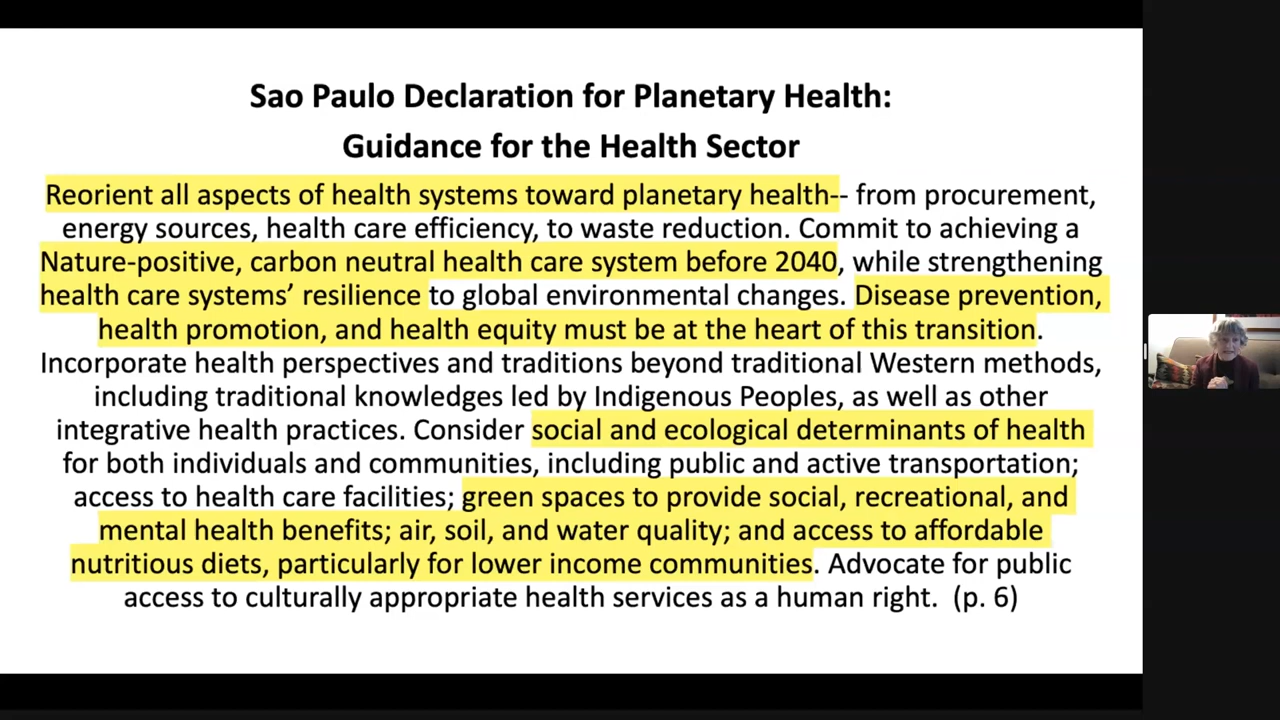 Sao Paulo Declaration for Planetary Health:
Guidance for the Health Sector
Reorient all aspects of health systems toward planetary health-- from procurement,
energy sources, health care efficiency, to waste reduction. Commit to achieving a
Nature-positive, carbon neutral health care system before 2040, while strengthening
health care systems’ resilience to global environmental changes. Disease prevention,
health promotion, and health equity must be at the heart of this transition.
Incorporate health perspectives and traditions beyond traditional Western methods,
including traditional knowledges led by Indigenous Peoples, as well as other
integrative health practices. Consider social and ecological determinants of health
for both individuals and communities, including public and active transportation;
access to health care facilities; green spaces to provide social, recreational, and
mental health benefits; air, soil, and water quality; and access to affordable
nutritious diets, particularly for lower income communities. Advocate for public
access to culturally appropriate health services as a human right. (p. 6)